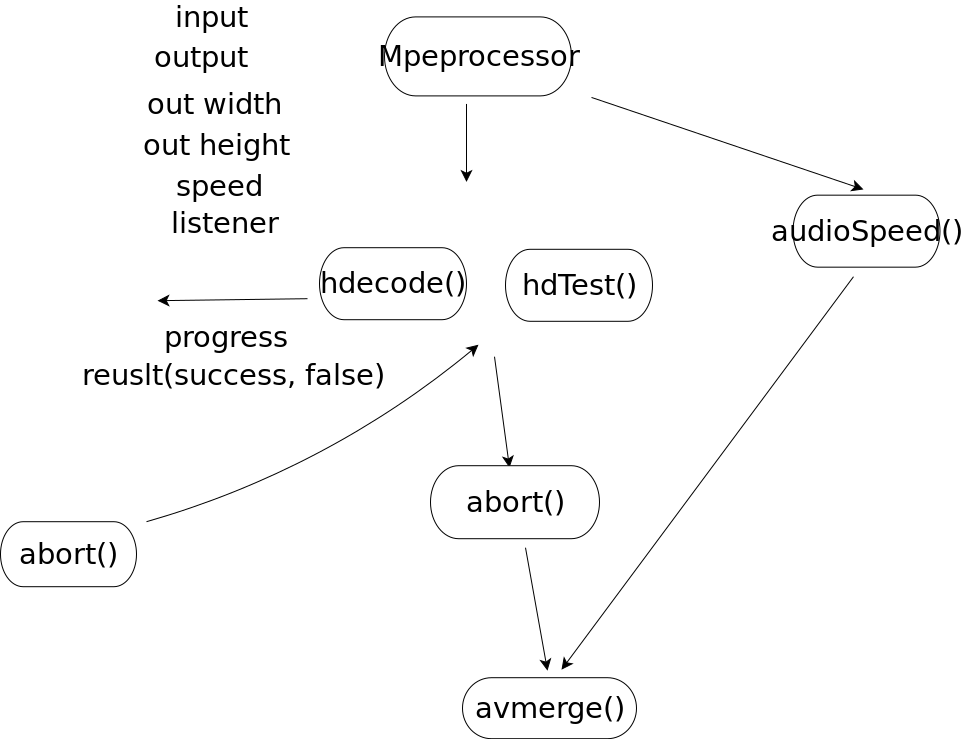 input
Mpeprocessor
output
out width
out height
speed
listener
audioSpeed()
hdecode()
hdTest()
progress
reuslt(success, false)
abort()
abort()
avmerge()